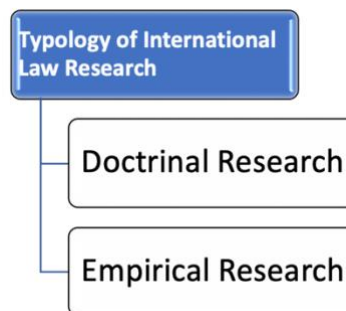 Typology of International
Law Research
Doctrinal Research
Empirical Research